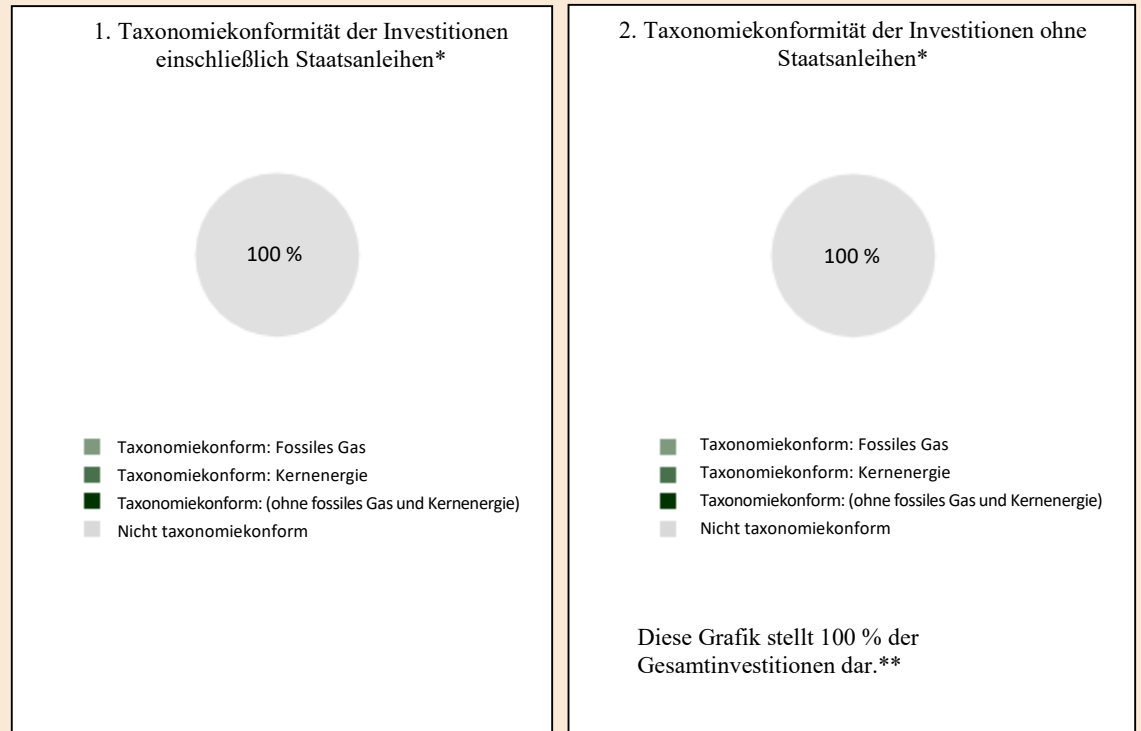 1. Taxonomiekonformität der Investitionen
einschließlich Staatsanleihen*
100 %
Taxonomiekonform: Fossiles Gas
Taxonomiekonform: Kernenergie
Taxonomiekonform: (ohne fossiles Gas und Kernenergie)
Nicht taxonomiekonform
2. Taxonomiekonformität der Investitionen ohne
Staatsanleihen*
100 %
Taxonomiekonform: Fossiles Gas
Taxonomiekonform: Kernenergie
Taxonomiekonform: (ohne fossiles Gas und Kernenergie)
Nicht taxonomiekonform
Diese Grafik stellt 100 % der
Gesamtinvestitionen dar.**